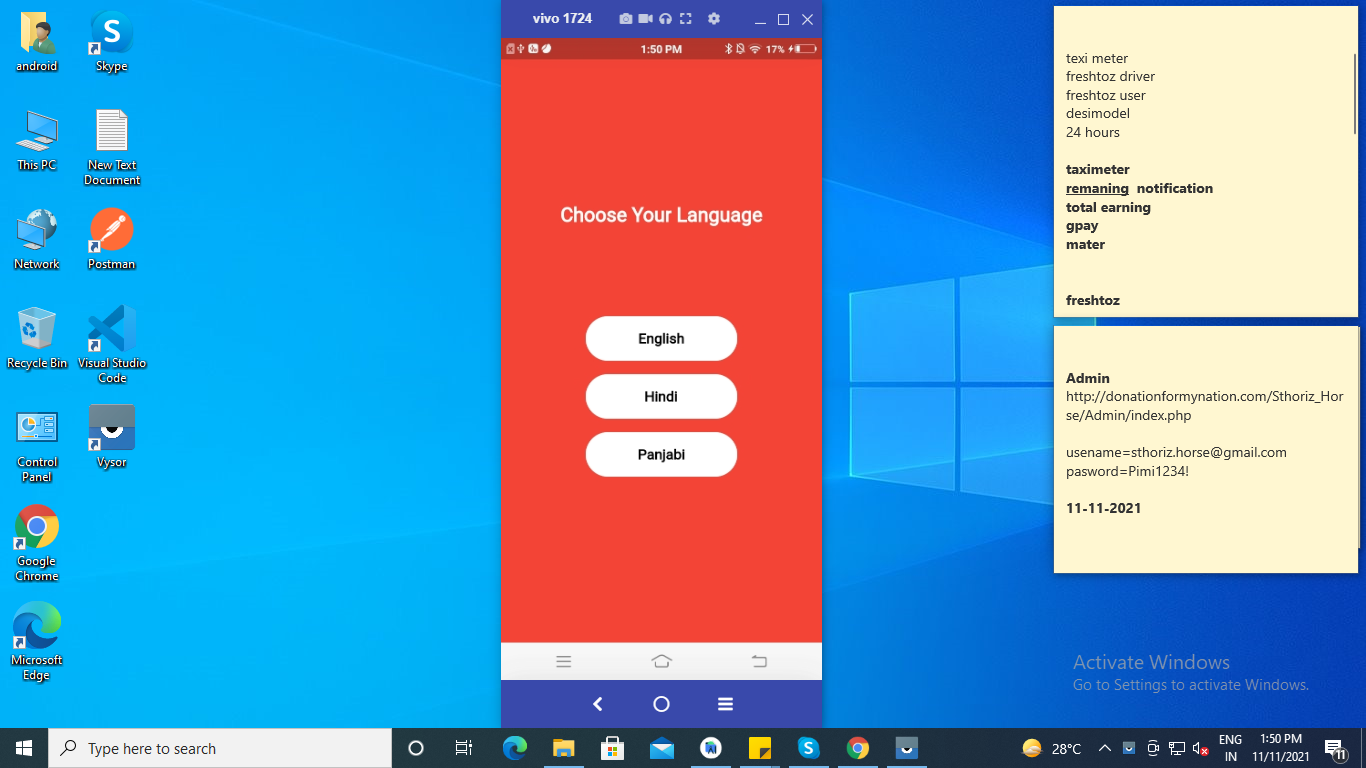 android
Skype
This PC
New Text
Document
Network
Postman
Recycle Bin
Visual Studio
Code
Control
Panel
Vysor
Google
Chrome
Microsoft
Edge
vivo 1724
1:50 PM
17%
Choose Your Language
English
Hindi
Panjabi
texi meter
freshtoz driver
freshtoz user
desimodel
24 hours
taximeter
remaning notification
total earning
gpay
mater
freshtoz
Admin
http://donationformynation.com/Sthoriz_Hor
se/Admin/index.php
usename=sthoriz.horse@gmail.com
pasword=Pimi1234!
11-11-2021
Activate Windows
Go to Settings to activate Windows.
Type here to search
28°C
ENG
IN
1:50 PM
11/11/2021
11